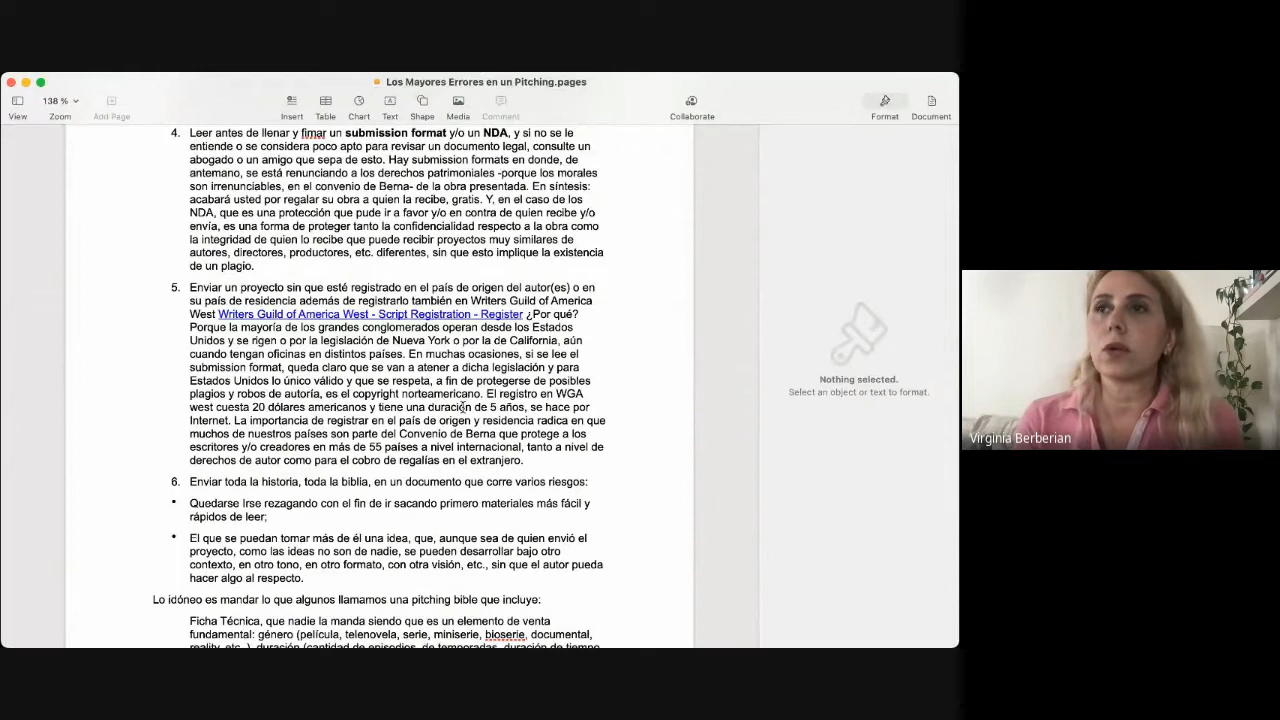 Los Mayores Errores en un Pitching.pages
138 %
View
Zoom
Add Page
Insert
Table
Chart
Text
Shape
Media
Comment
Collaborate
Format
Document
4. Leer antes de llenar y fimar un submission format y/o un NDA, y si no se le
entiende o se considera poco apto para revisar un documento legal, consulte un
abogado o un amigo que sepa de esto. Hay submission formats en donde, de
antemano, se está renunciando a los derechos patrimoniales -porque los morales
son irrenunciables, en el convenio de Berna- de la obra presentada. En síntesis:
acabará usted por regalar su obra a quien la recibe, gratis. Y, en el caso de los
NDA, que es una protección que pude ir a favor y/o en contra de quien recibe y/o
envía, es una forma de proteger tanto la confidencialidad respecto a la obra como
la integridad de quien lo recibe que puede recibir proyectos muy similares de
autores, directores, productores, etc. diferentes, sin que esto implique la existencia
de un plagio.
5. Enviar un proyecto sin que esté registrado en el país de origen del autor(es) o en
su país de residencia además de registrarlo también en Writers Guild of America
West Writers Guild of America West - Script Registration - Register ¿Por qué?
Porque la mayoría de los grandes conglomerados operan desde los Estados
Unidos y se rigen o por la legislación de Nueva York o por la de California, aún
cuando tengan oficinas en distintos países. En muchas ocasiones, si se lee el
submission format, queda claro que se van a atener a dicha legislación y para
Estados Unidos lo único válido y que se respeta, a fin de protegerse de posibles
plagios y robos de autoría, es el copyright norteamericano. El registro en WGA
west cuesta 20 dólares americanos y tiene una duración de 5 años, se hace por
Internet. La importancia de registrar en el país de origen y residencia radica en que
muchos de nuestros países son parte del Convenio de Berna que protege a los
escritores y/o creadores en más de 55 países a nivel internacional, tanto a nivel de
derechos de autor como para el cobro de regalías en el extranjero.
6. Enviar toda la historia, toda la biblia, en un documento que corre varios riesgos:
• Quedarse Irse rezagando con el fin de ir sacando primero materiales más fácil y
rápidos de leer;
• El que se puedan tomar más de él una idea, que, aunque sea de quien envió el
proyecto, como las ideas no son de nadie, se pueden desarrollar bajo otro
contexto, en otro tono, en otro formato, con otra visión, etc., sin que el autor pueda
hacer algo al respecto.
Lo idóneo es mandar lo que algunos llamamos una pitching bible que incluye:
Ficha Técnica, que nadie la manda siendo que es un elemento de venta
fundamental: género (película, telenovela, serie, miniserie, bioserie, documental,
reality, etc..), duración (cantidad de episodios, de temporadas, duración de tiempo
Nothing selected.
Select an object or text to format.
Virginia Berberian